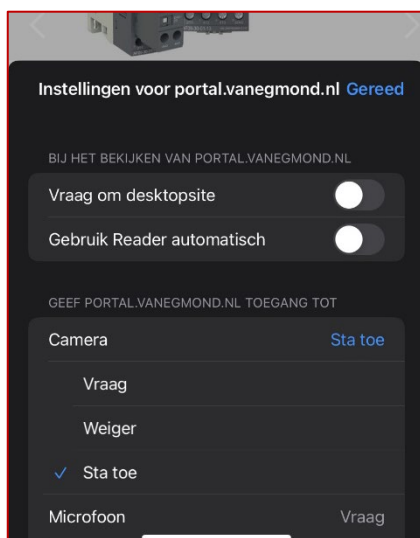 Instellingen voor portal.vanegmond.nl Gereed
BIJ HET BEKIJKEN VAN PORTAL.VANEGMOND.NL
Vraag om desktopsite
Gebruik Reader automatisch
GEEF PORTAL.VANEGMOND.NL TOEGANG TOT
Camera Sta toe
Vraag
Weiger
Sta toe
Microfoon Vraag